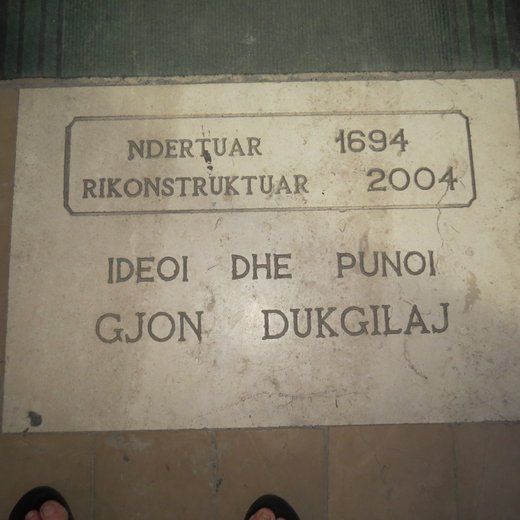 NDERTUAR 1694
RIKONSTRUKTUAR 2004
IDEOI DHE PUNOI
GJON DUKGILAJ